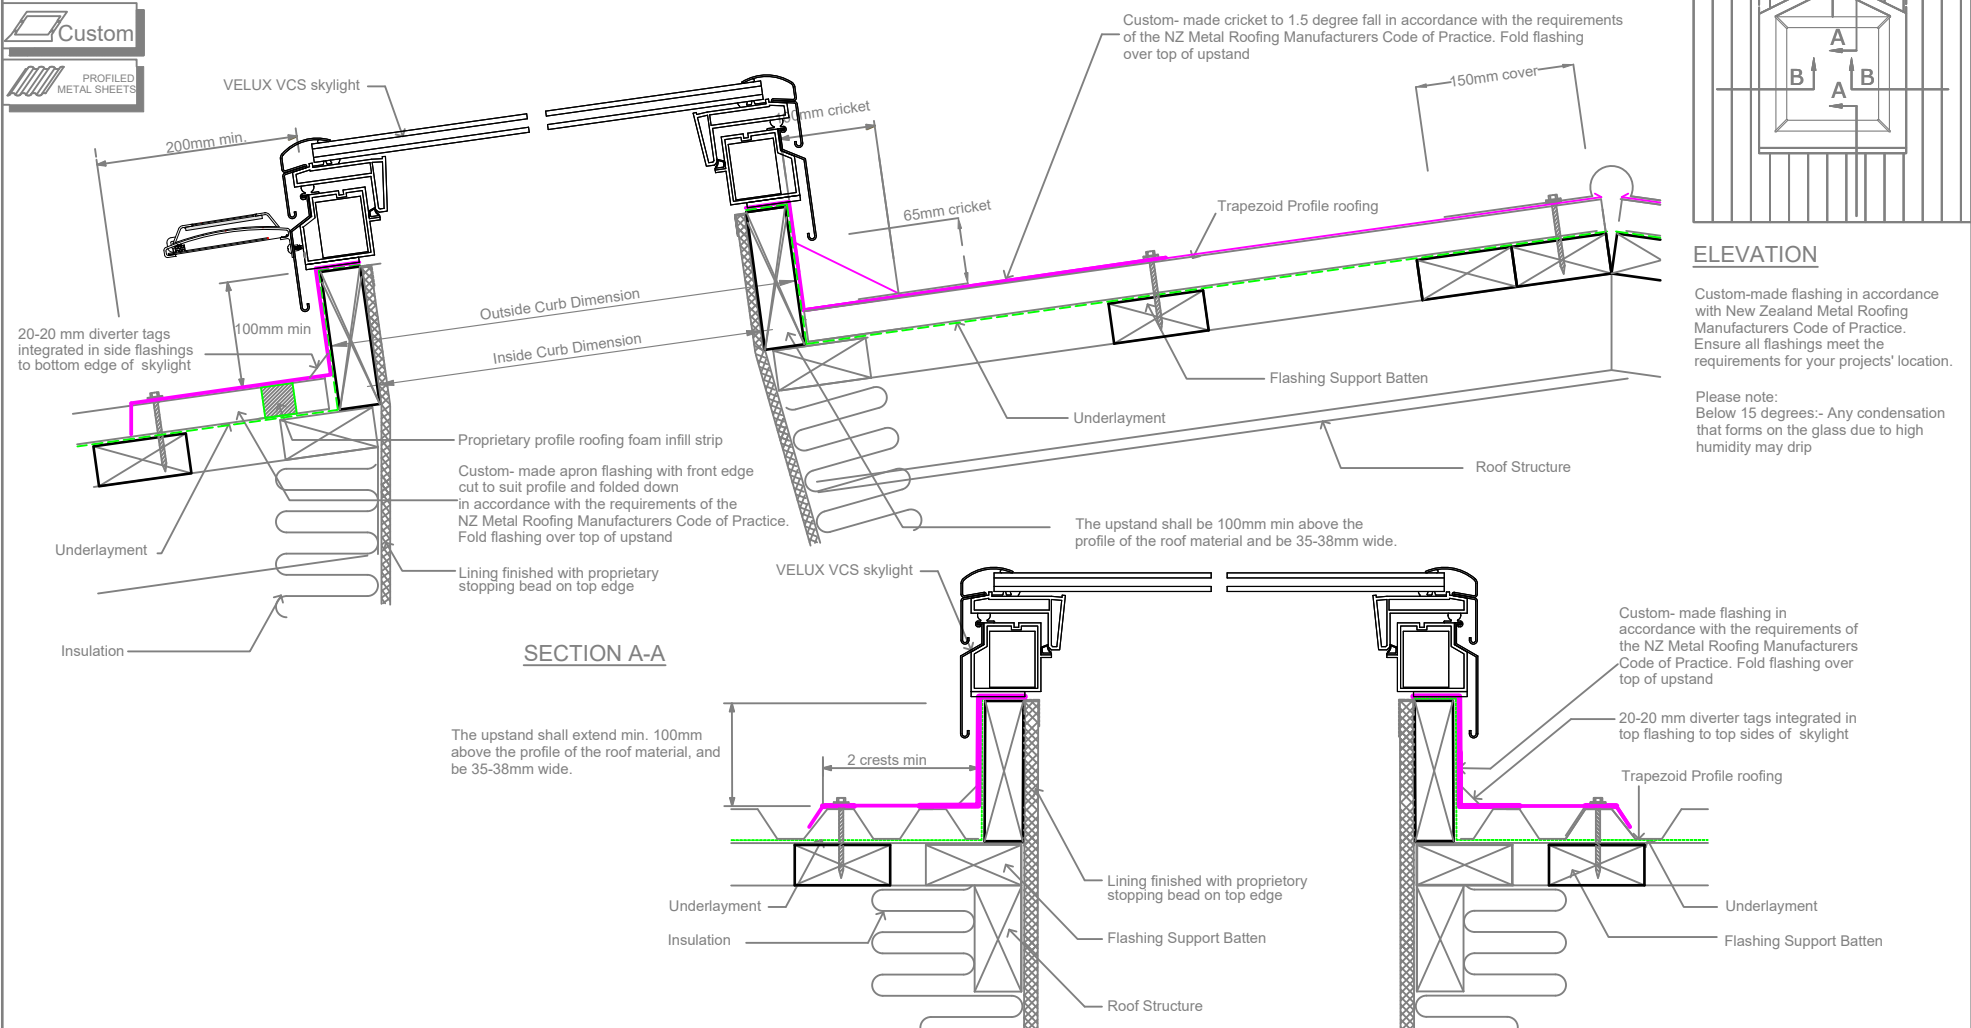 Custom
PROFILED
METAL SHEETS
VELUX VCS skylight
200mm min.
Custom- made cricket to 1.5 degree fall in accordance with the requirements
of the NZ Metal Roofing Manufacturers Code of Practice. Fold flashing
over top of upstand
cricket
150mm cover
65mm cricket
Trapezoid Profile roofing
A
B
B
A
ELEVATION
Custom-made flashing in accordance
with New Zealand Metal Roofing
Manufacturers Code of Practice.
Ensure all flashings meet the
requirements for your projects' location.
Please note:
Below 15 degrees:- Any condensation
that forms on the glass due to high
humidity may drip
100mm min
20-20 mm diverter tags
integrated in side flashings
to bottom edge of skylight
Outside Curb Dimension
Inside Curb Dimension
Flashing Support Batten
Underlayment
Roof Structure
Proprietary profile roofing foam infill strip
Custom- made apron flashing with front edge
cut to suit profile and folded down
in accordance with the requirements of the
NZ Metal Roofing Manufacturers Code of Practice.
Fold flashing over top of upstand
The upstand shall be 100mm min above the
profile of the roof material and be 35-38mm wide.
Underlayment
Lining finished with proprietary
stopping bead on top edge
Insulation
SECTION A-A
VELUX VCS skylight
Custom- made flashing in
accordance with the requirements of
the NZ Metal Roofing Manufacturers
Code of Practice. Fold flashing over
top of upstand
The upstand shall extend min. 100mm
above the profile of the roof material, and
be 35-38mm wide.
2 crests min
20-20 mm diverter tags integrated in
top flashing to top sides of skylight
Trapezoid Profile roofing
Lining finished with proprietory
stopping bead on top edge
Underlayment
Insulation
Flashing Support Batten
Roof Structure
Underlayment
Flashing Support Batten